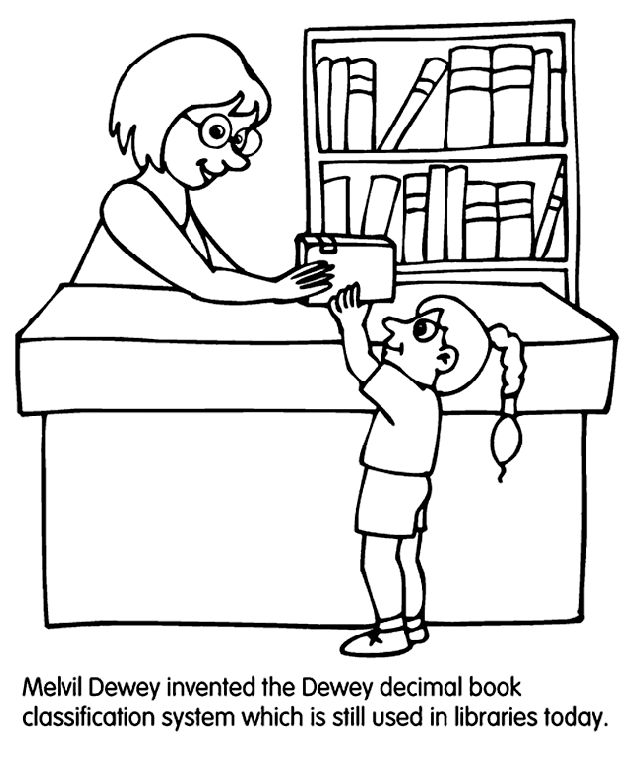 Melvil Dewey invented the Dewey decimal book
classification system which is still used in libraries today.